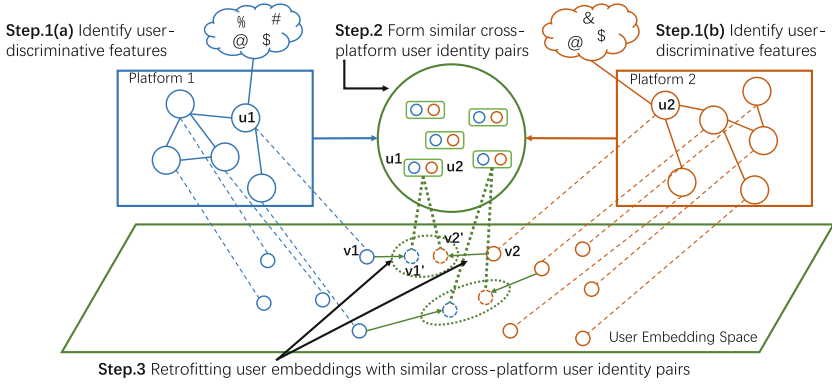 Step.1(a) Identify user-
discriminative features
% #
@ $
Step.2 Form similar cross-
platform user identity pairs
&
@ $
Step.1(b) Identify user-
discriminative features
Platform 1
u1
Platform 2
u2
u1 u2
v1
v1'
v2'
v2
User Embedding Space
Step.3 Retrofitting user embeddings with similar cross-platform user identity pairs